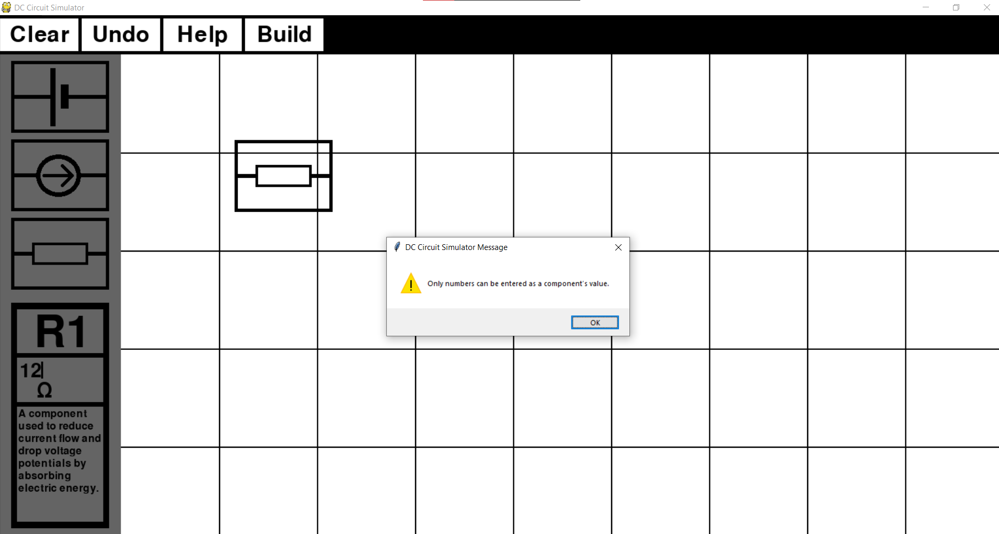 DC Circuit Simulator
Clear
Undo
Help
Build
DC Circuit Simulator Message
Only numbers can be entered as a component's value.
OK
R1
12
Ω
A component
used to reduce
current flow and
drop voltage
potentials by
absorbing
electric energy.